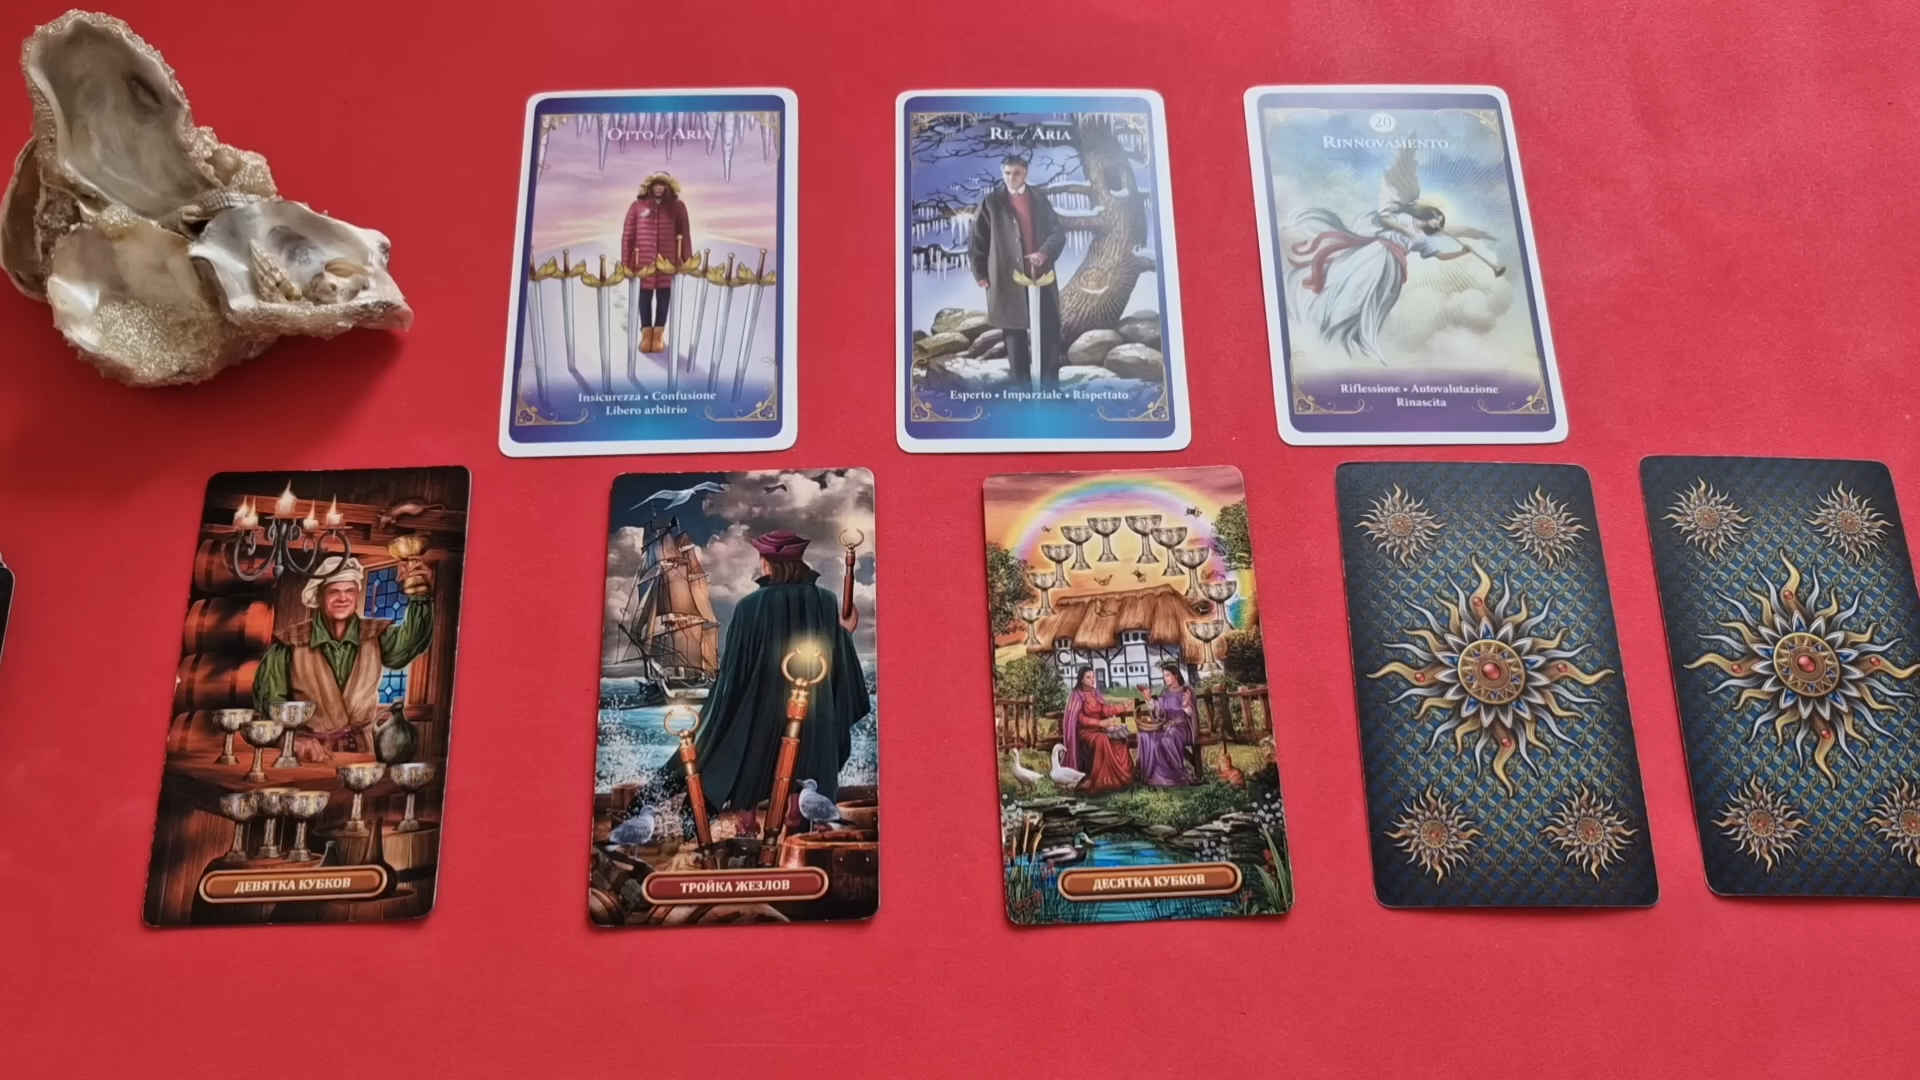 OTTO d'ARIA
Insicurezza • Confusione
Libero arbitrio
RE d'ARIA
Esperto • Imparziale • Rispettato
20
RINNOVAMENTO
Riflessione • Autovalutazione
Rinascita
ДЕВЯТКА КУБКОВ
ТРОЙКА ЖЕЗЛОВ
ДЕСЯТКА КУБКОВ